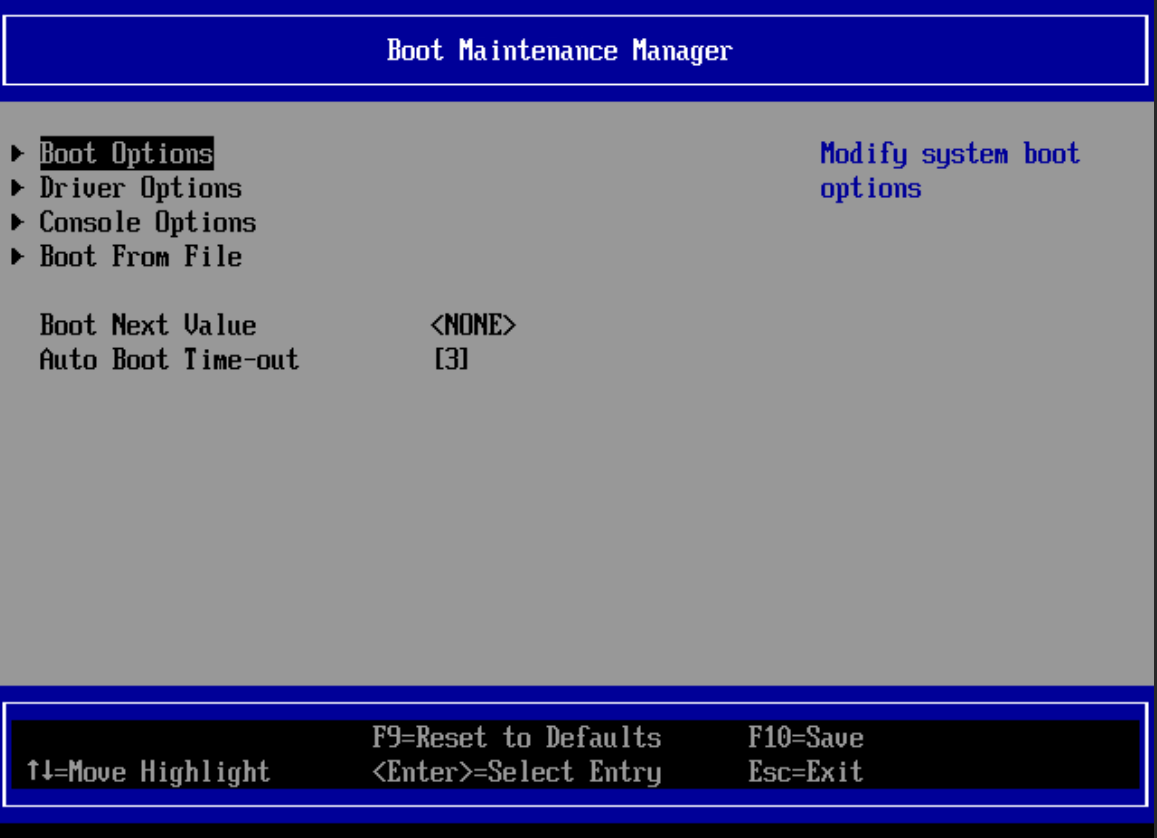 Boot Maintenance Manager
Boot Options
Driver Options
Console Options
Boot From File
Boot Next Value <NONE>
Auto Boot Time-out [3]
Modify system boot
options
F9=Reset to Defaults F10=Save
↑↓=Move Highlight <Enter>=Select Entry Esc=Exit